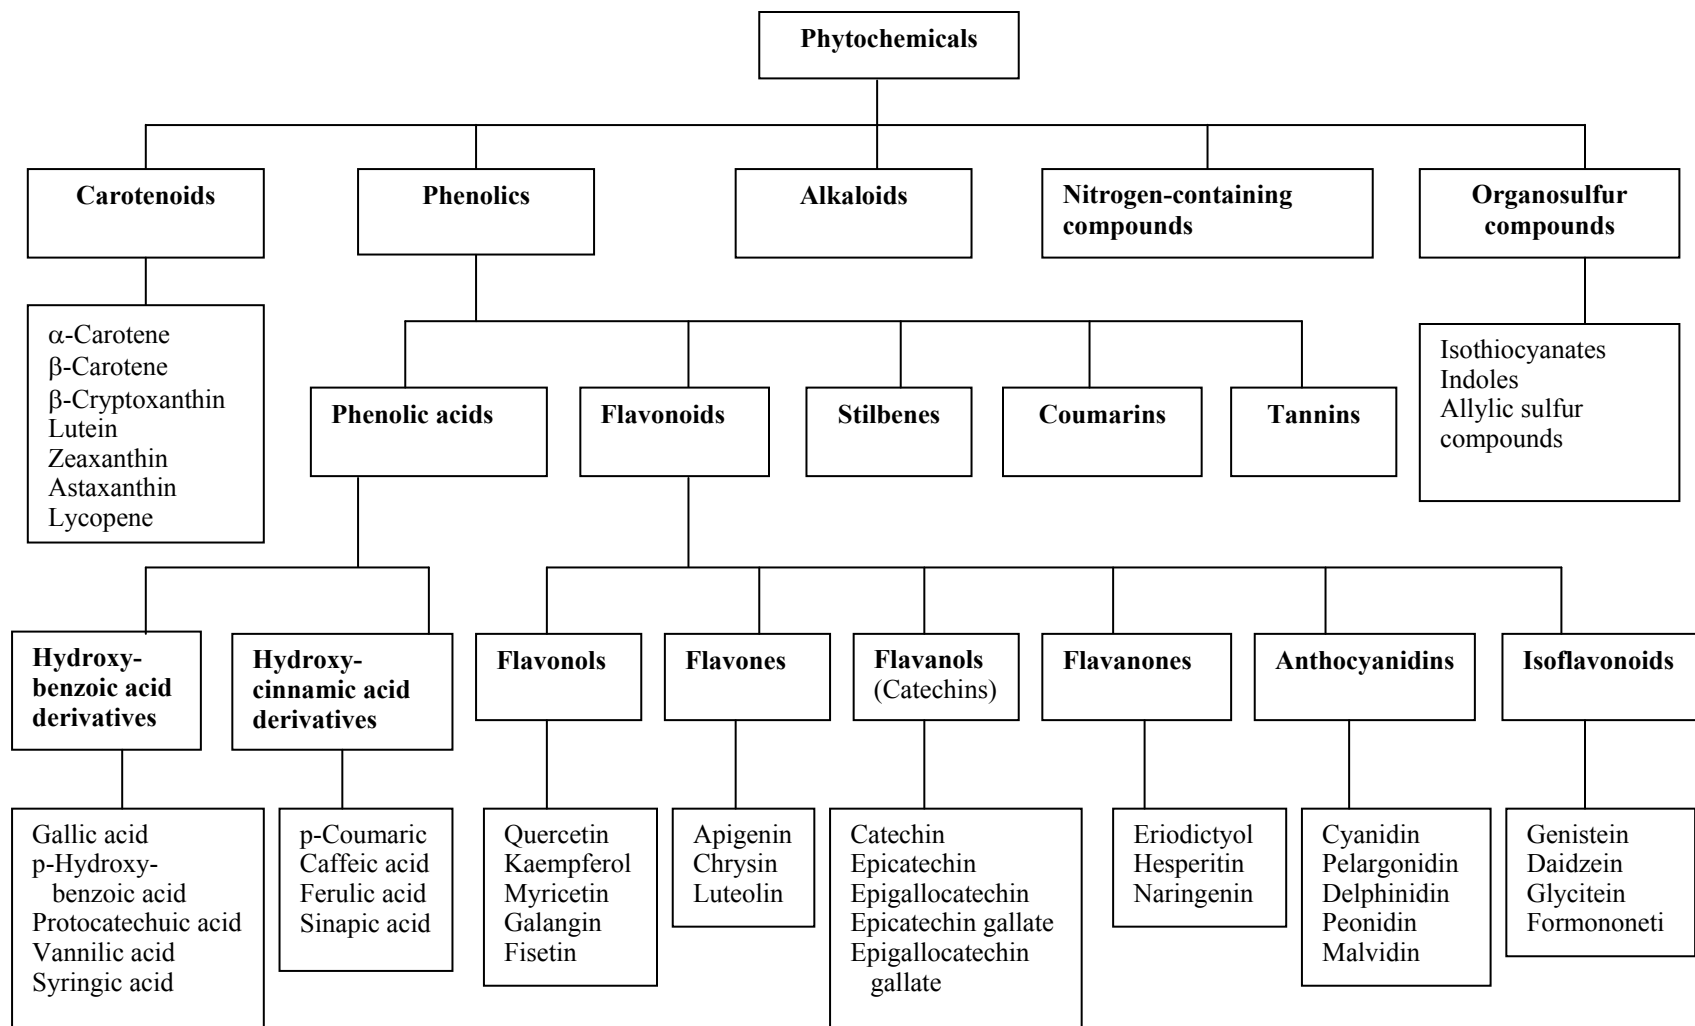 Phytochemicals
Carotenoids
Phenolics
Alkaloids
Nitrogen-containing
compounds
Organosulfur
compounds
α-Carotene
β-Carotene
β-Cryptoxanthin
Lutein
Zeaxanthin
Astaxanthin
Lycopene
Isothiocyanates
Indoles
Allylic sulfur
compounds
Phenolic acids
Flavonoids
Stilbenes
Coumarins
Tannins
Hydroxy-
benzoic acid
derivatives
Hydroxy-
cinnamic acid
derivatives
Flavonols
Flavones
Flavanols
(Catechins)
Flavanones
Anthocyanidins
Isoflavonoids
Gallic acid
p-Hydroxy-
benzoic acid
Protocatechuic acid
Vannilic acid
Syringic acid
p-Coumaric
Caffeic acid
Ferulic acid
Sinapic acid
Quercetin
Kaempferol
Myricetin
Galangin
Fisetin
Apigenin
Chrysin
Luteolin
Catechin
Epicatechin
Epigallocatechin
Epicatechin gallate
Epigallocatechin
gallate
Eriodictyol
Hesperitin
Naringenin
Cyanidin
Pelargonidin
Delphinidin
Peonidin
Malvidin
Genistein
Daidzein
Glycitein
Formononeti